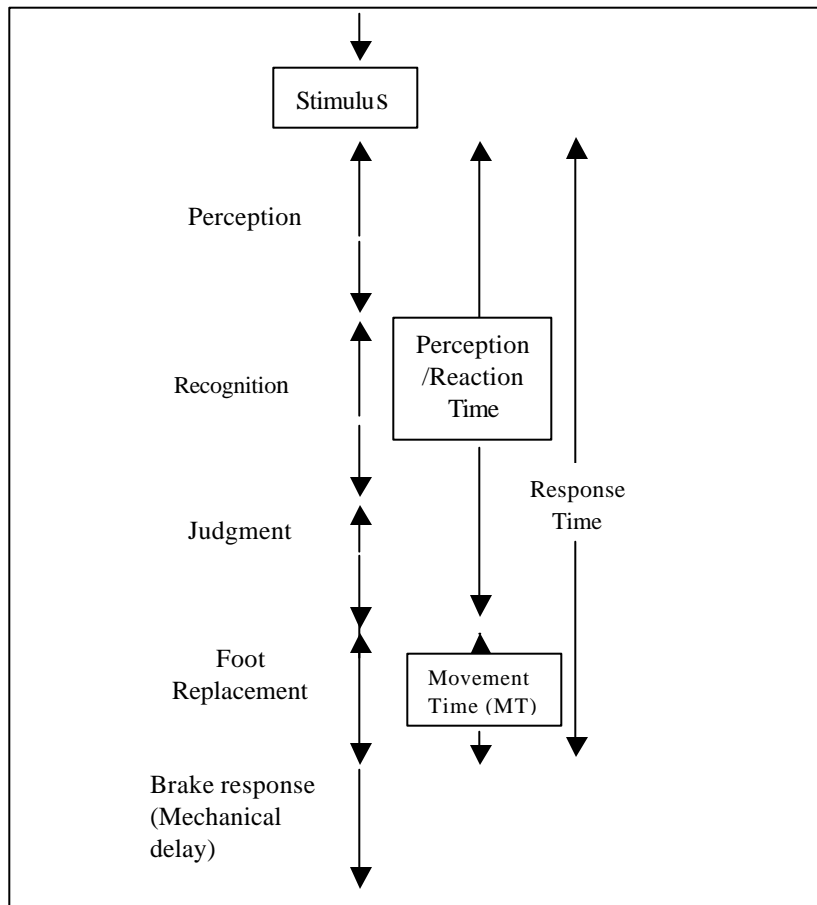 Stimulus
Perception
Perception
/Reaction
Time
Recognition
Response
Time
Judgment
Foot
Replacement
Movement
Time (MT)
Brake response
(Mechanical
delay)